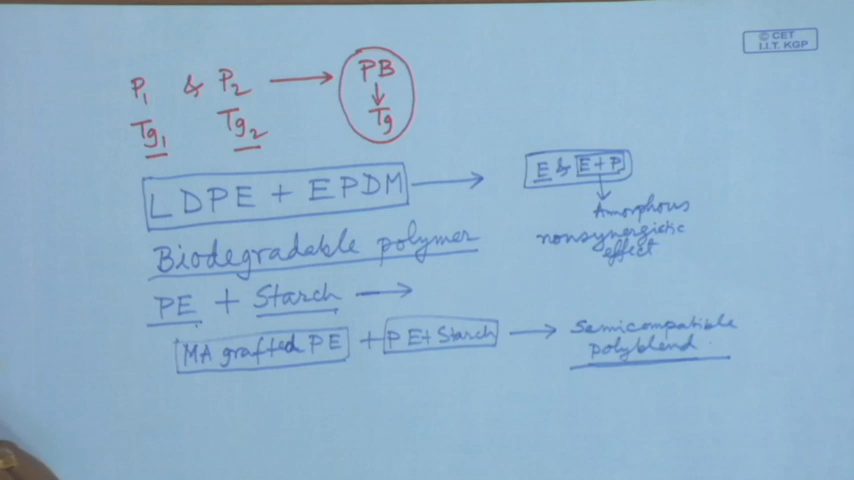 © CET
I.I.T. KGP
P1 & P2 → PB
Tg1 Tg2 ↓ Tg
LDPE + EPDM → E & E+P
↓ Amorphous
nonsynergistic
effect
Biodegradable polymer
PE + Starch →
MA grafted PE + PE+ Starch → Semicompatible
Polyblend